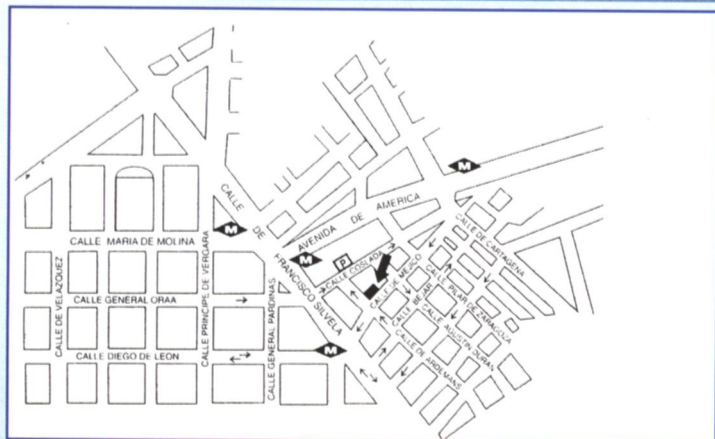 CALLE DE
FRANCISCO SILVELA
M
AVENIDA DE AMERICA
M
CALLE MARIA DE MOLINA
M
P
CALLE COSLADA
CALLE DE MEJICO
CALLE BEJAR
CALLE DE CARTAGENA
CALLE PILAR DE ZARAGOZA
CALLE AGUSTIN DURAN
CALLE DE ARDEMANS
CALLE DE VELAZQUEZ
CALLE GENERAL ORAA
CALLE PRINCIPE DE VERGARA
CALLE GENERAL PARDINAS
CALLE DIEGO DE LEON
M